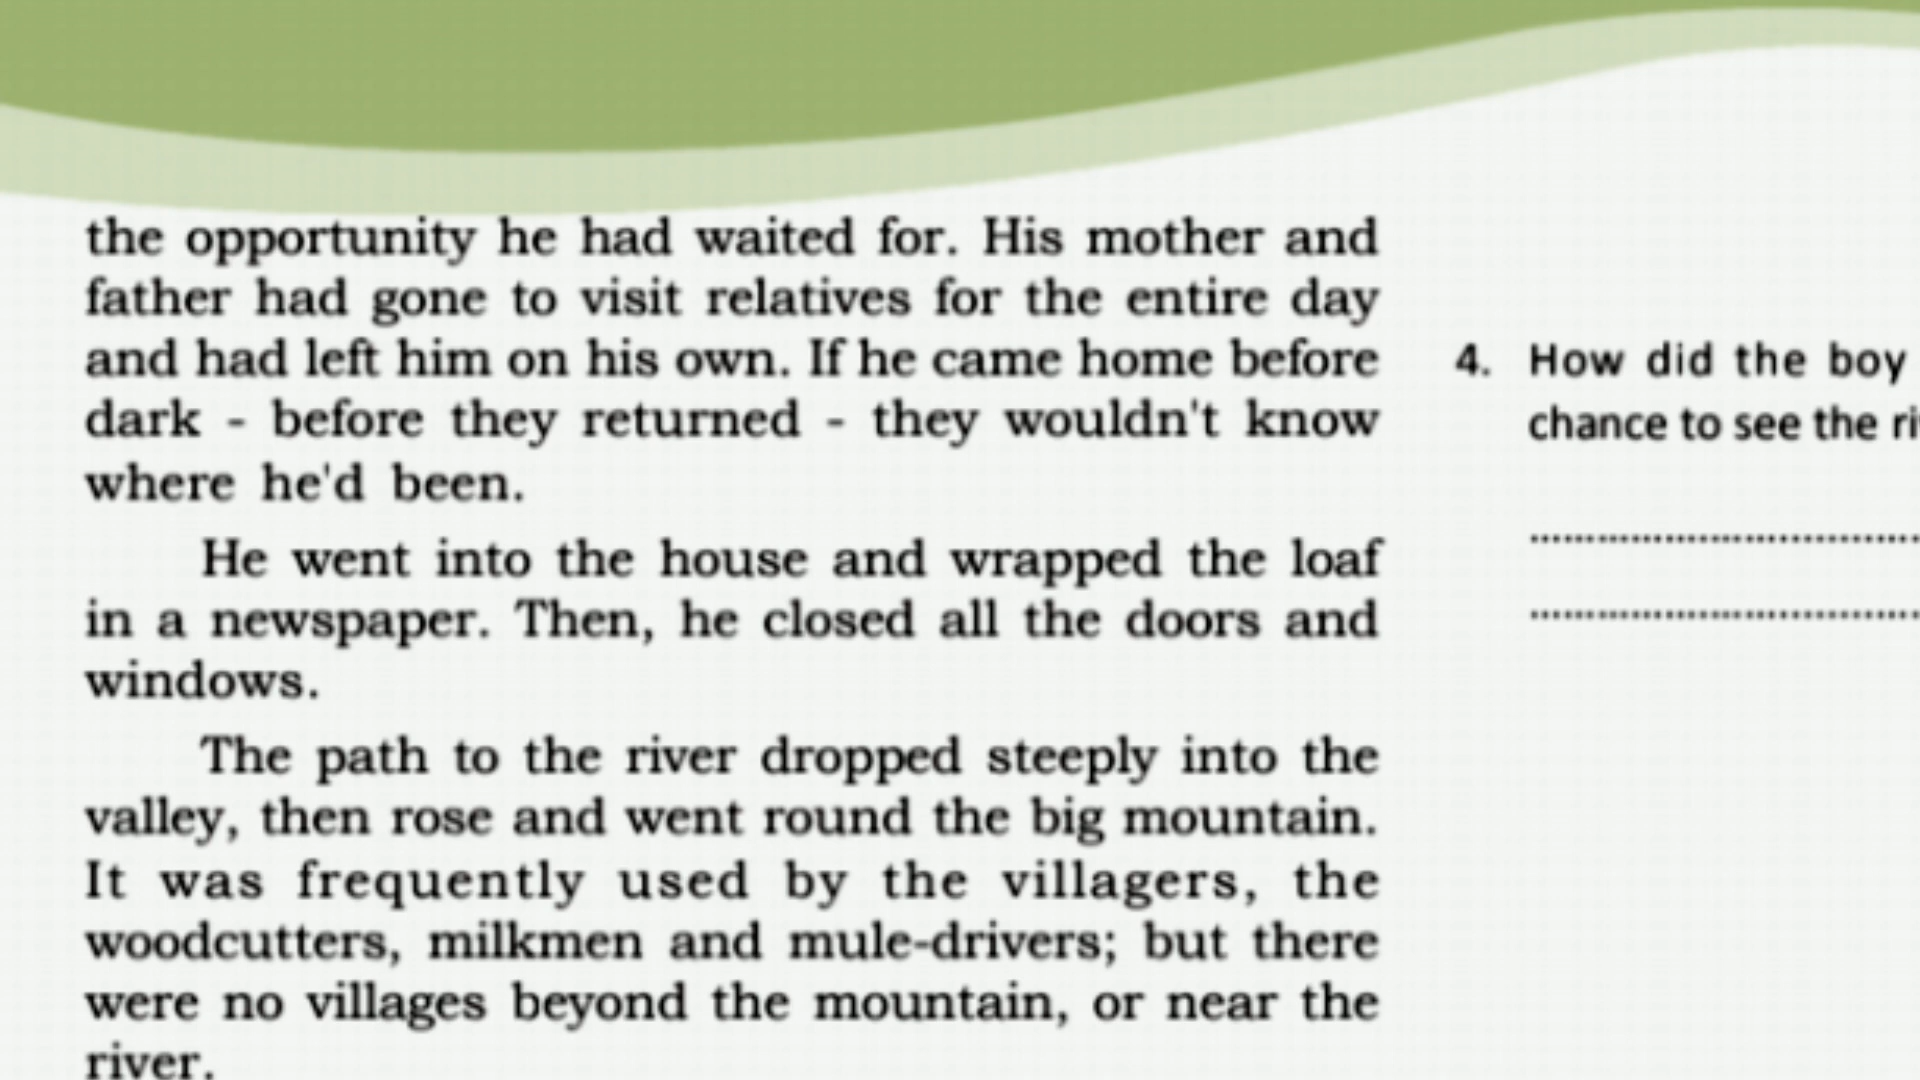 the opportunity he had waited for. His mother and
father had gone to visit relatives for the entire day
and had left him on his own. If he came home before
dark - before they returned - they wouldn't know
where he'd been.
He went into the house and wrapped the loaf
in a newspaper. Then, he closed all the doors and
windows.
The path to the river dropped steeply into the
valley, then rose and went round the big mountain.
It was frequently used by the villagers, the
woodcutters, milkmen and mule-drivers; but there
were no villages beyond the mountain, or near the
river.
4. How did the boy
chance to see the